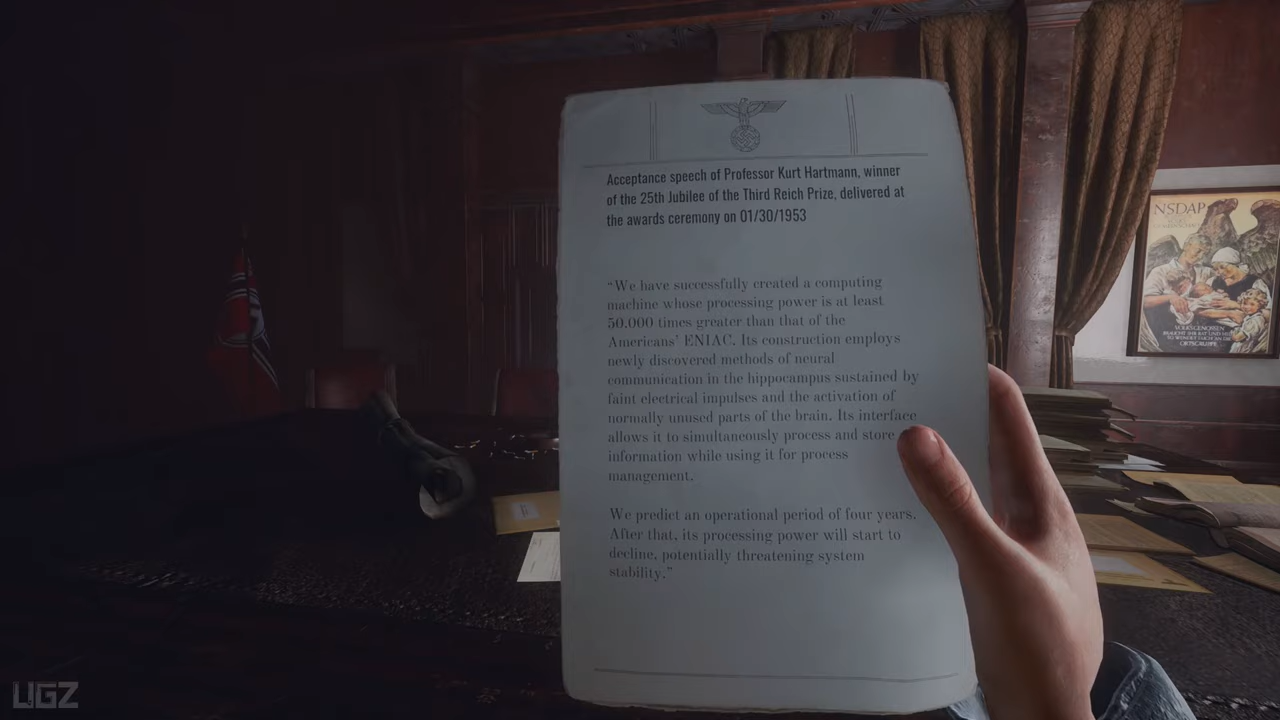 Acceptance speech of Professor Kurt Hartmann, winner
of the 25th Jubilee of the Third Reich Prize, delivered at
the awards ceremony on 01/30/1953
“We have successfully created a computing
machine whose processing power is at least
50.000 times greater than that of the
Americans’ ENIAC. Its construction employs
newly discovered methods of neural
communication in the hippocampus sustained by
faint electrical impulses and the activation of
normally unused parts of the brain. Its interface
allows it to simultaneously process and store
information while using it for process
management.
We predict an operational period of four years.
After that, its processing power will start to
decline, potentially threatening system
stability.”
NSDAP
VOLKSGENOSSEN
ORTSGRUPPE
UGZ